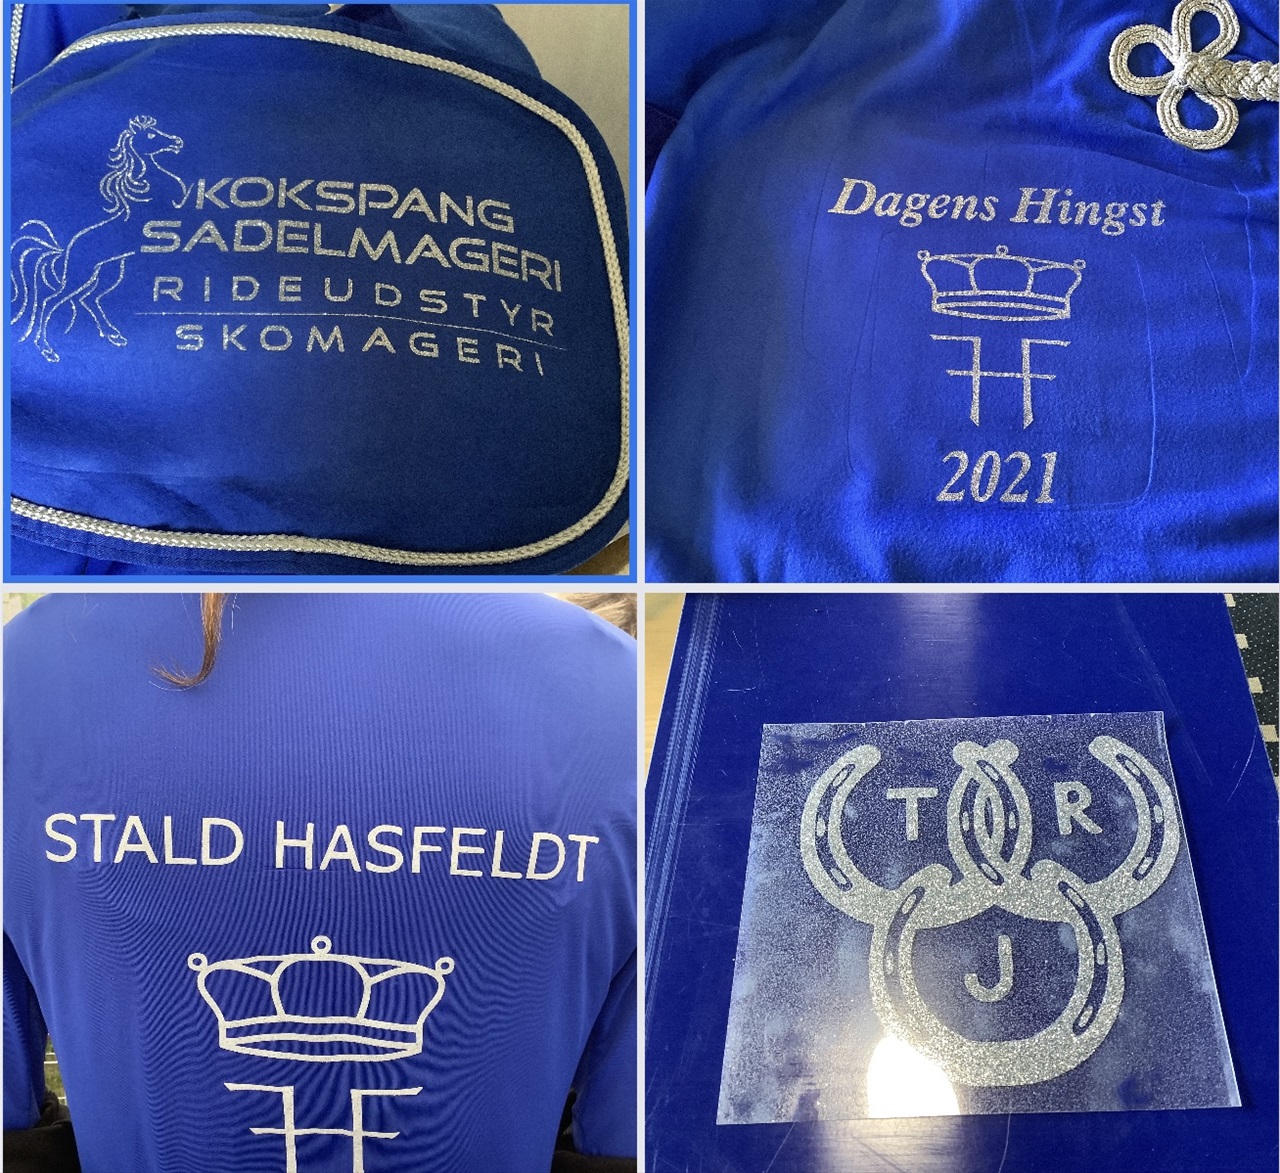 KOKSPANG
SADELMAGERI
RIDEUDSTYR
SKOMAGERI
Dagens Hingst
2021
STALD HASFELDT
T R
J